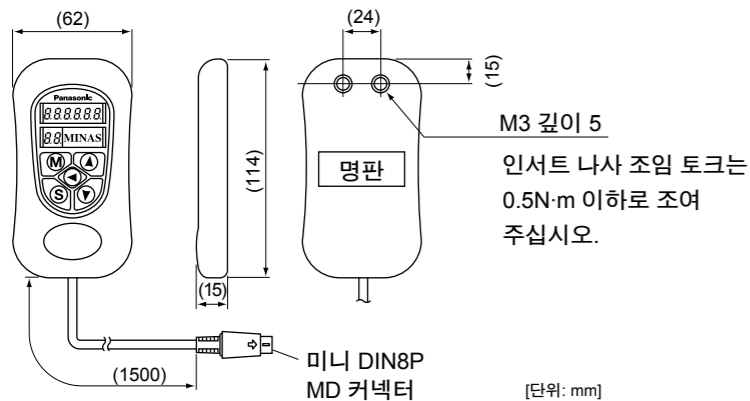 (62)
(24)
(15)
Panasonic
8.8.8.8.8.8.
8.8. MINAS
M
S
(114)
M3 깊이 5
인서트 나사 조임 토크는
0.5N·m 이하로 조여
주십시오.
명판
(15)
(1500)
미니 DIN8P
MD 커넥터
[단위: mm]